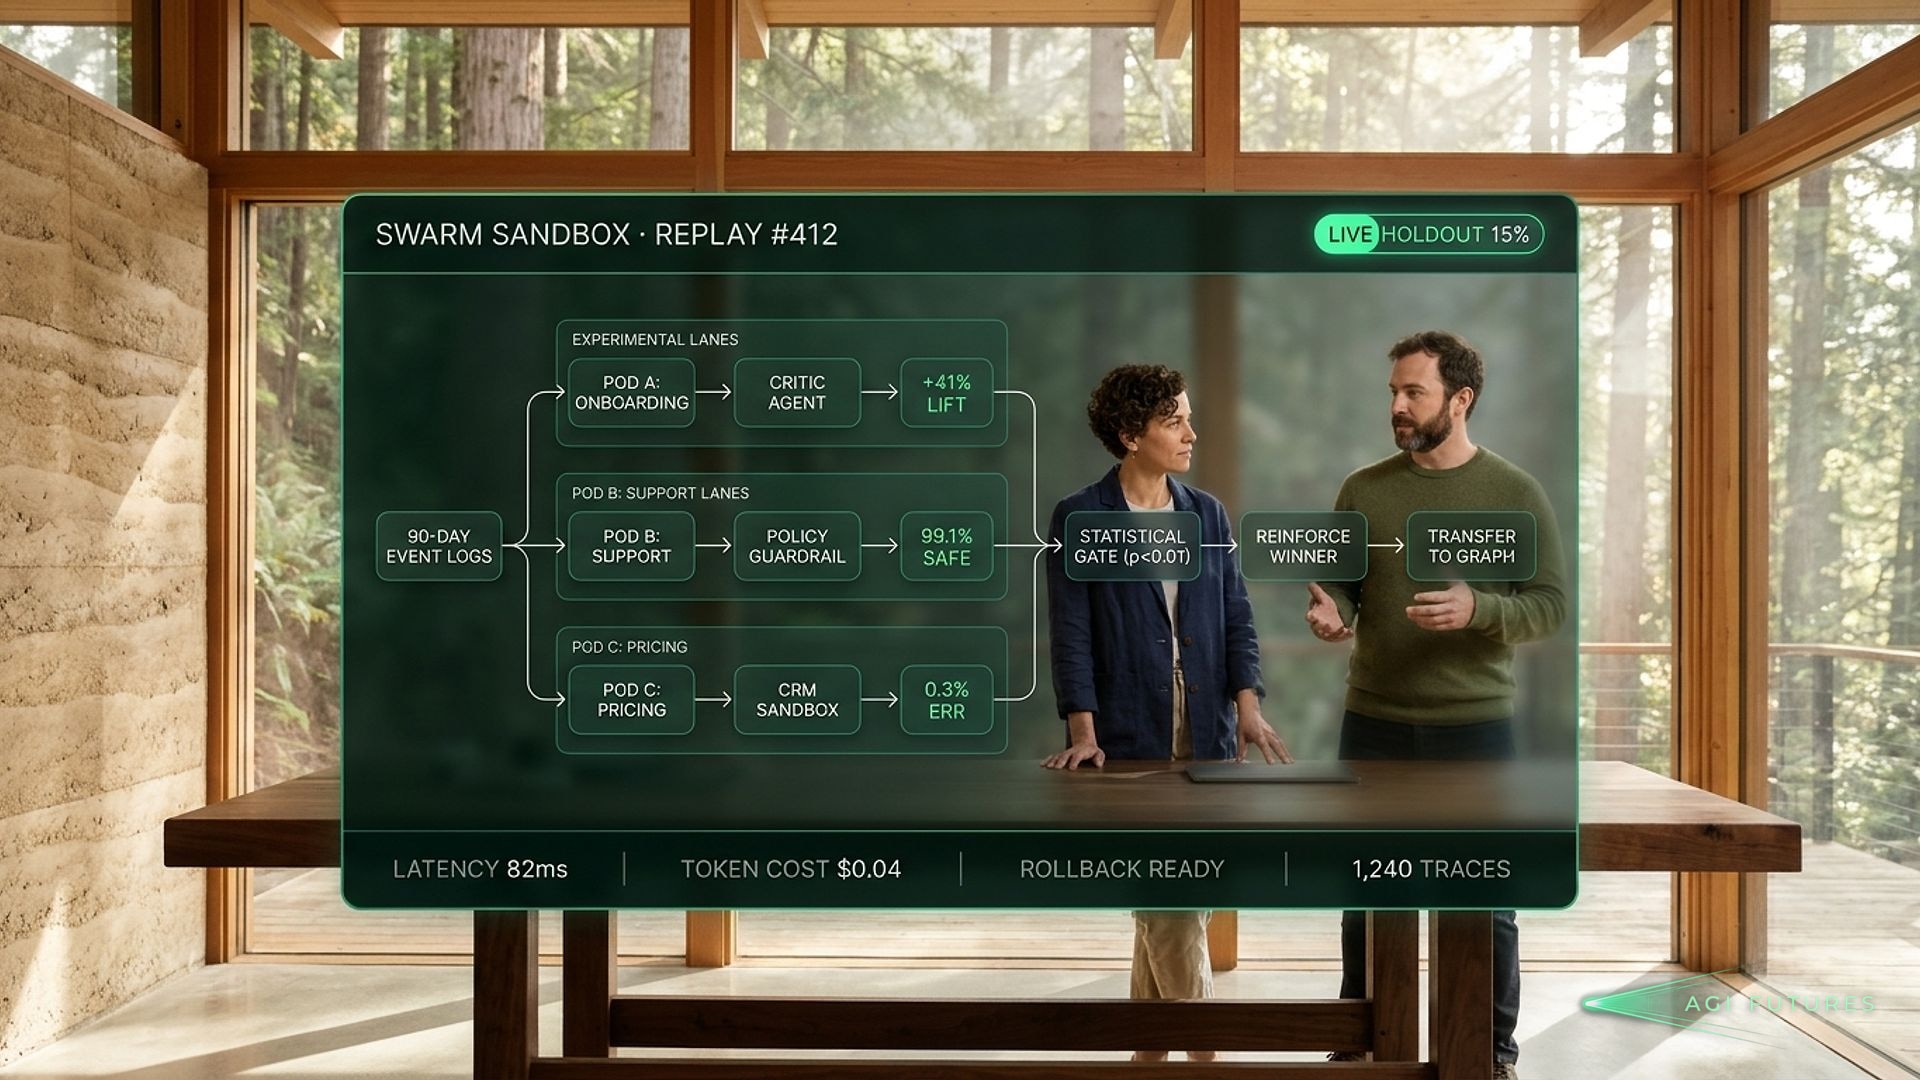 SWARM SANDBOX · REPLAY #412
LIVE HOLDOUT 15%
EXPERIMENTAL LANES
POD A:
ONBOARDING
CRITIC
AGENT
+41%
LIFT
POD B: SUPPORT LANES
90-DAY
EVENT LOGS
POD B:
SUPPORT
POLICY
GUARDRAIL
99.1%
SAFE
STATISTICAL
GATE (p<0.0т)
REINFORCE
WINNER
TRANSFER
TO GRAPH
POD C: PRICING
POD C:
PRICING
CRM
SANDBOX
0.3%
ERR
LATENCY 82ms
TOKEN COST $0.04
ROLLBACK READY
1,240 TRACES
AGI FUTURES